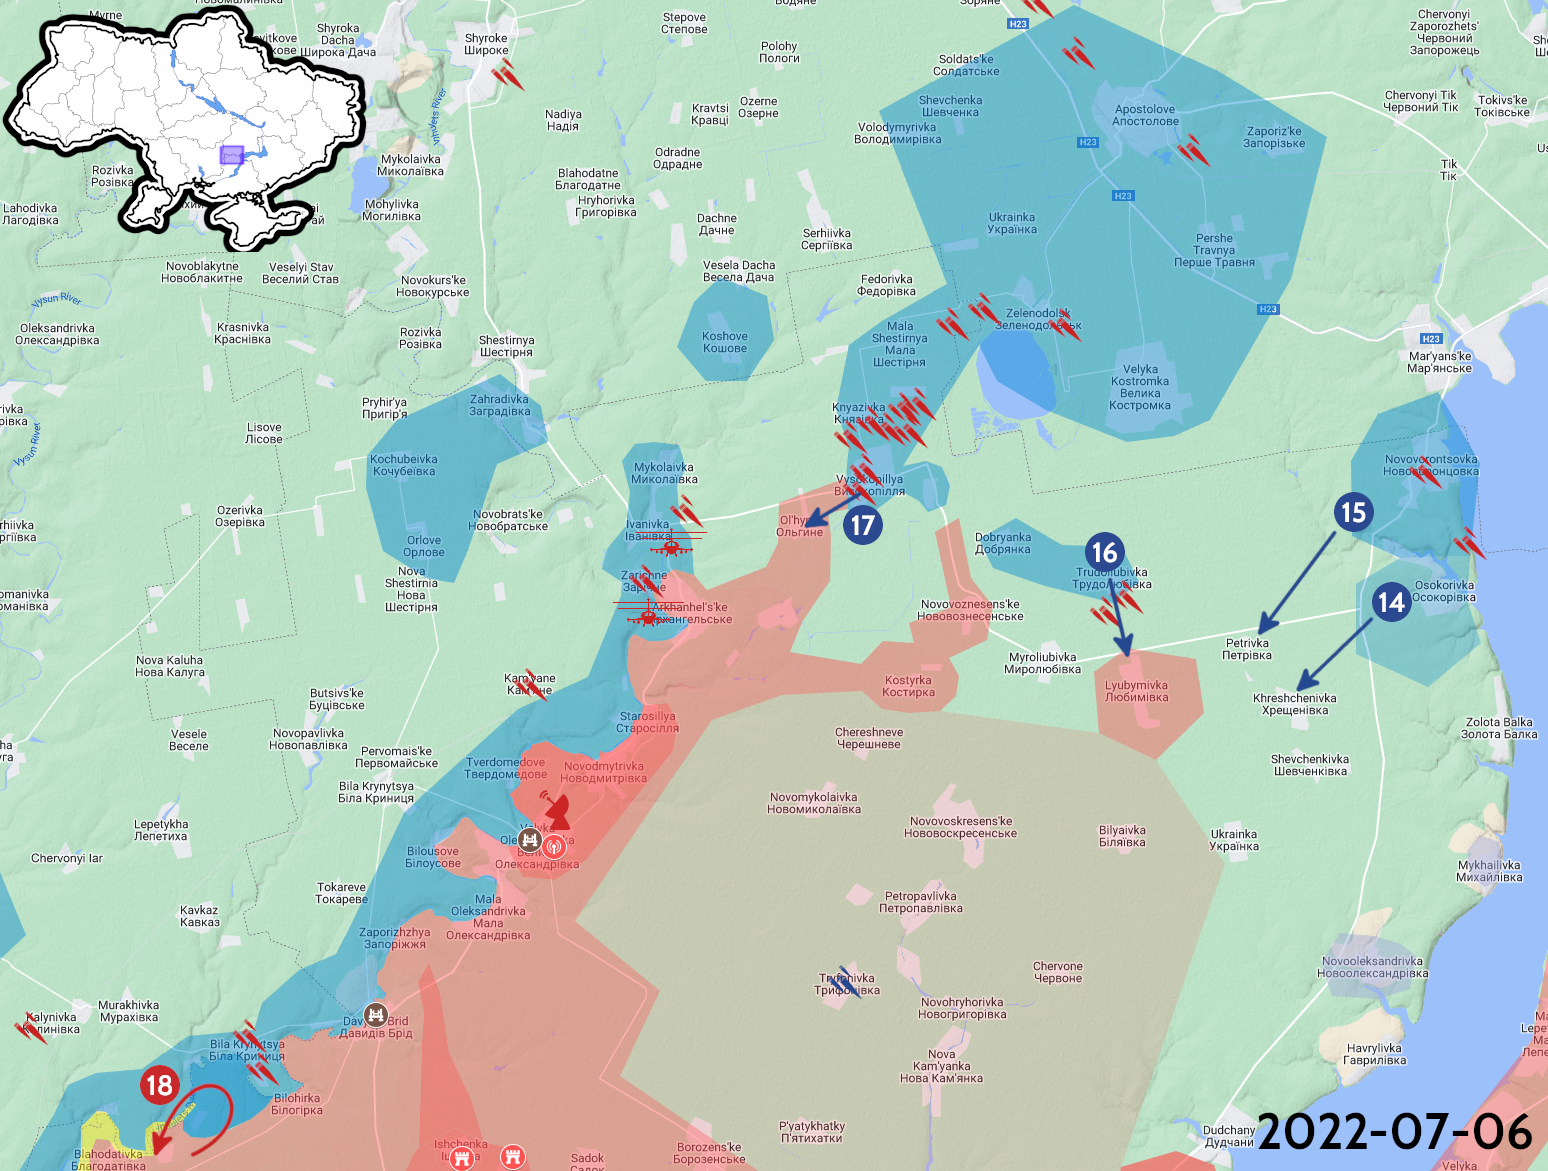 Myrne
Shyroka
Dacha
Широка Дача
Shyroke
Широке
Stepove
Степове
Polohy
Пологи
Водяне
Зоряне
H23
Soldats'ke
Солдатське
Chervonyi
Zaporozhets'
Червоний
Запорожець
Shevchenka
Шевченка
Apostolove
Апостолове
Chervonyi Tik
Червоний Тік
Tokivs'ke
Токівське
Nadiya
Надія
Kravtsi
Кравці
Ozerne
Озерне
Volodymyrivka
Володимирівка
Zaporiz'ke
Запорізьке
H23
Odradne
Одрадне
Mykolaivka
Миколаївка
Rozivka
Розівка
Blahodatne
Благодатне
Tik
Тік
H23
Lahodivka
Лагодівка
Mohylivka
Могилівка
Hryhorivka
Григорівка
Dachne
Дачне
Serhiivka
Сергіївка
Ukrainka
Українка
Pershe
Travnya
Перше Травня
Novoblakytne
Новоблакитне
Veselyi Stav
Веселий Став
Novokurs'ke
Новокурське
Vesela Dacha
Весела Дача
Fedorivka
Федорівка
Vysun River
H23
Oleksandrivka
Олександрівка
Krasnivka
Краснівка
Rozivka
Розівка
Shestirnya
Шестірня
Koshove
Кошове
Mala
Shestirnya
Мала
Шестірня
Zelenodolsk
Зеленодольськ
H23
Mar'yans'ke
Мар'янське
Velyka
Kostromka
Велика
Костромка
Pryhir'ya
Пригір'я
Zahradivka
Заградівка
Knyazivka
Князівка
Lisove
Лісове
Vysun River
Kochubeivka
Кочубеївка
Mykolaivka
Миколаївка
Vysokopillya
Високопілля
Novovorontsovka
Нововоронцовка
Ozerivka
Озерівка
Novobrats'ke
Новобратське
Ivanivka
Іванівка
Ol'hyne
Ольгине
17
15
Orlove
Орлове
Dobryanka
Добрянка
16
Nova
Shestirnia
Нова
Шестірня
Zarichne
Зарічне
Trudoliubivka
Трудолюбівка
Osokorivka
Осокорівка
14
Arkhanhel's'ke
Архангельське
Novovoznesens'ke
Нововознесенське
Petrivka
Петрівка
Nova Kaluha
Нова Калуга
Myroliubivka
Миролюбівка
Kam'yane
Кам'яне
Kostyrka
Костирка
Lyubymivka
Любимівка
Khreshchenivka
Хрещенівка
Butsivs'ke
Буцівське
Starosillya
Старосілля
Zolota Balka
Золота Балка
Vesele
Веселе
Novopavlivka
Новопавлівка
Chereshneve
Черешневе
Pervomais'ke
Первомайське
Tverdomedove
Твердомедове
Novodmytrivka
Новодмитрівка
Shevchenkivka
Шевченківка
Bila Krynytsya
Біла Криниця
Novomykolaivka
Новомиколаївка
Novovoskresens'ke
Нововоскресенське
Lepetykha
Лепетиха
Bilyaivka
Біляївка
Ukrainka
Українка
Chervonyi Iar
Bilousove
Білоусове
Олександрівка
Mykhailivka
Михайлівка
Tokareve
Токареве
Mala
Oleksandrivka
Мала
Олександрівка
Petropavlivka
Петропавлівка
Kavkaz
Кавказ
Zaporizhzhya
Запоріжжя
Novooleksandrivka
Новоолександрівка
Tryfonivka
Трифонівка
Chervone
Червоне
Murakhivka
Мурахівка
Novohryhorivka
Новогригорівка
Kalynivka
Калинівка
Davydiv Brid
Давидів Брід
Bila Krynytsya
Біла Криниця
Havrylivka
Гаврилівка
Nova
Kam'yanka
Нова Кам'янка
18
Bilohirka
Білогірка
P'yatykhatky
П'ятихатки
Dudchany
Дудчани
2022-07-06
Blahodativka
Благодатівка
Ishchenka
Borozens'ke
Борозенське
Sadok
Садок
Velyka